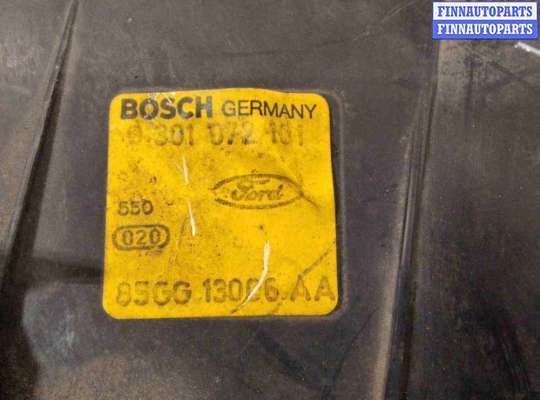 FINNAUTOPARTS
FINNAUTOPARTS
BOSCH GERMANY
0 301 072 101
Ford
550
020
85GG 13006 AA